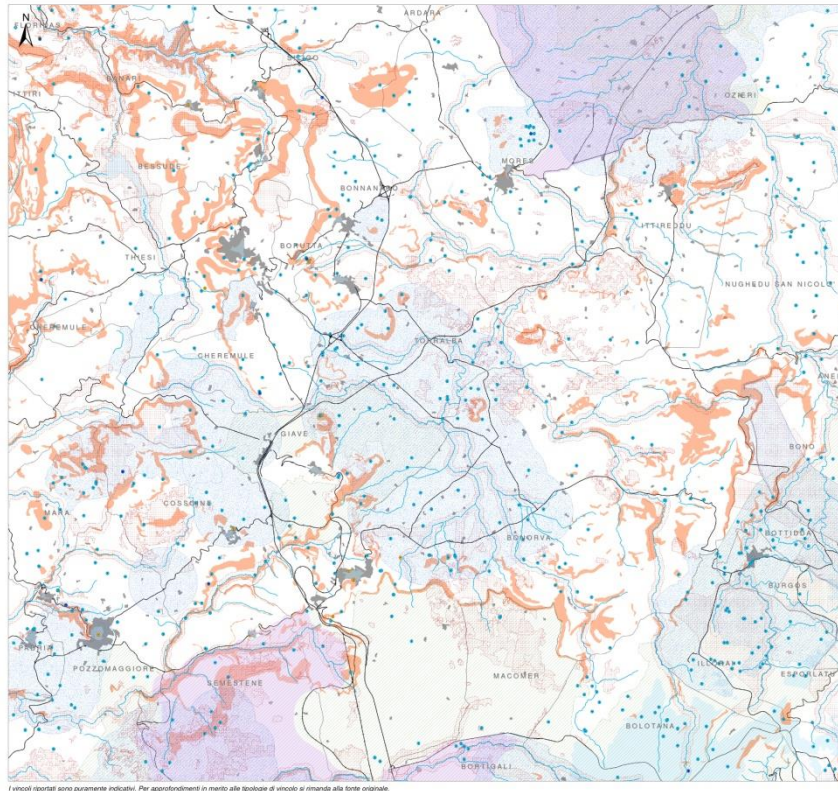 ARDARA
FLORINAS
N
SILIGO
BANARI
ITTIRI
OZIERI
BESSUDE
MORES
BONNANARO
ITTIREDDU
BORUTTA
THIESI
NUGHEDU SAN NICOLÒ
CHEREMULE
TORRALBA
CHEREMULE
GIAVE
BONO
COSSOINE
MARA
BONORVA
BOTTIDDA
BURGOS
PADRIA
ILLORAI
POZZOMAGGIORE
ESPORLATU
MACOMER
SEMESTENE
BOLOTANA
BORTIGALI
I vincoli riportati sono puramente indicativi. Per approfondimenti in merito alle tipologie di vincolo si rimanda alla fonte originale.